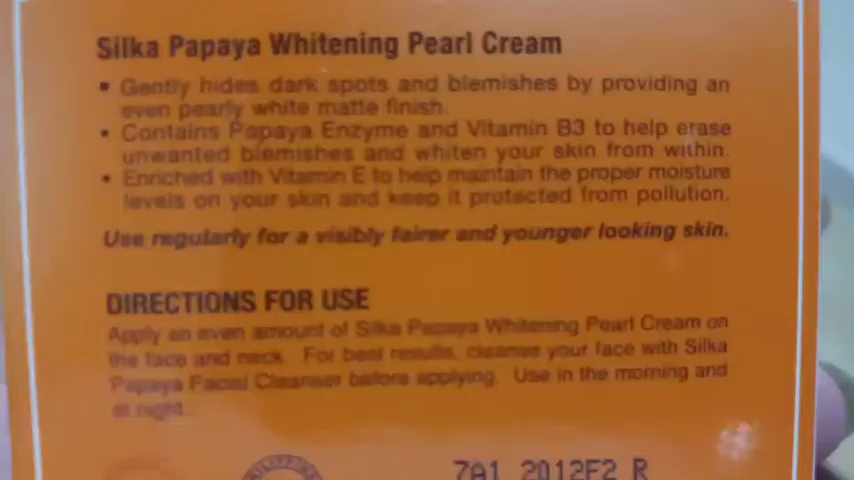 Silka Papaya Whitening Pearl Cream
• Gently hides dark spots and blemishes by providing an
even pearly white matte finish.
• Contains Papaya Enzyme and Vitamin B3 to help erase
unwanted blemishes and whiten your skin from within.
• Enriched with Vitamin E to help maintain the proper moisture
levels on your skin and keep it protected from pollution.
Use regularly for a visibly fairer and younger looking skin.
DIRECTIONS FOR USE
Apply an even amount of Silka Papaya Whitening Pearl Cream on
the face and neck. For best results, cleanse your face with Silka
Papaya Facial Cleanser before applying. Use in the morning and
at night.
7A1 2012F2 R